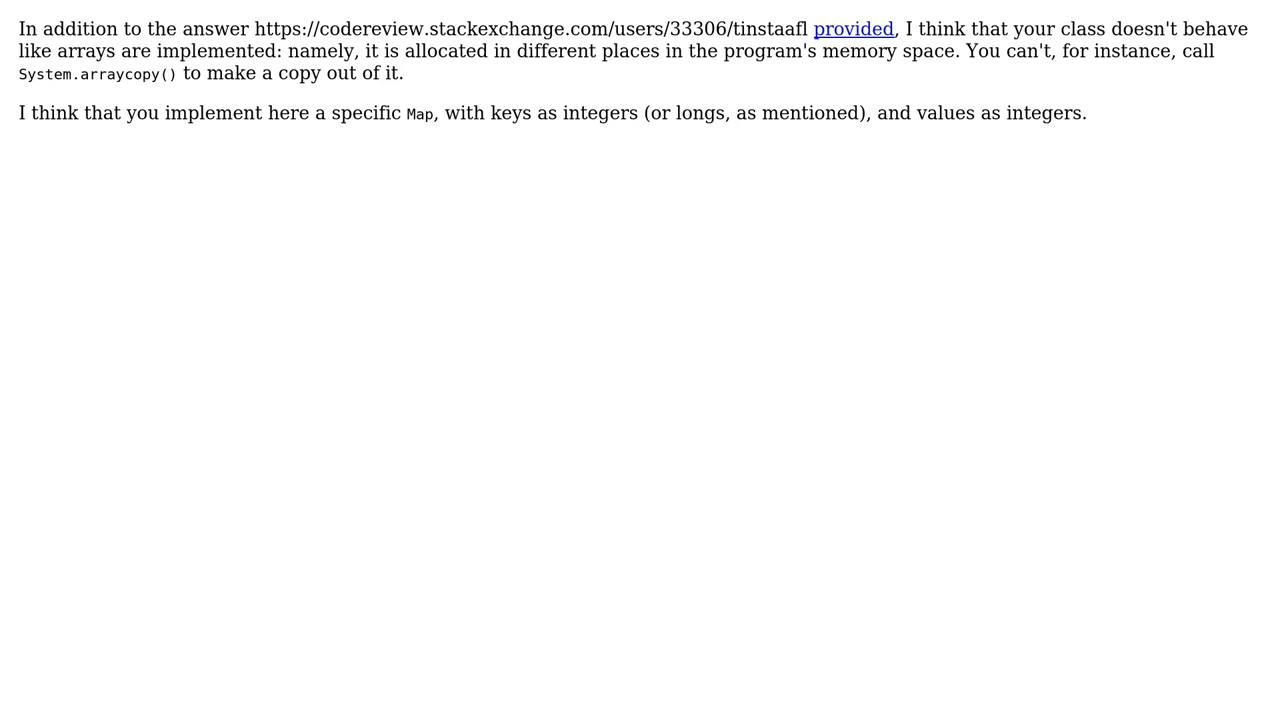 In addition to the answer https://codereview.stackexchange.com/users/33306/tinstaafl provided, I think that your class doesn't behave
like arrays are implemented: namely, it is allocated in different places in the program's memory space. You can't, for instance, call
System.arraycopy() to make a copy out of it.
I think that you implement here a specific Map, with keys as integers (or longs, as mentioned), and values as integers.